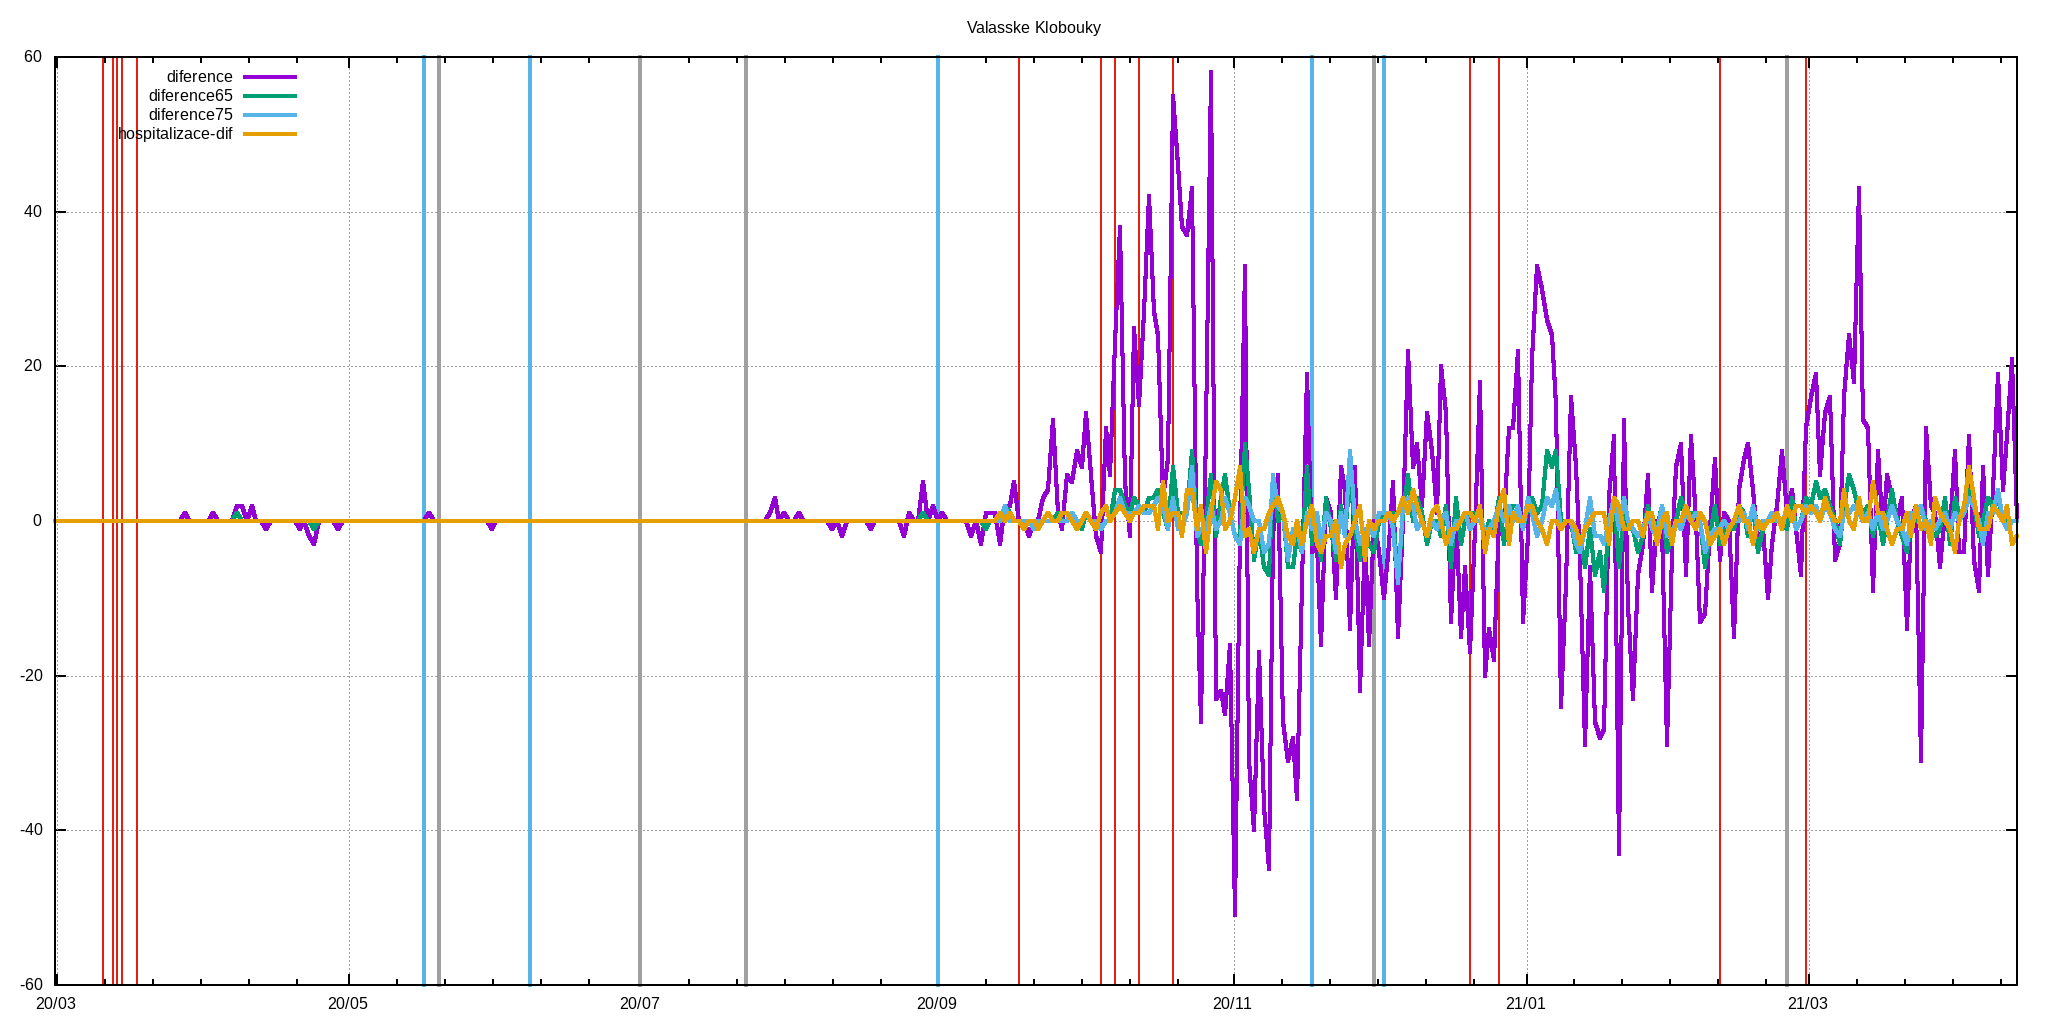 Valasske Klobouky
60
diference
diference65
diference75
hospitalizace-dif
40
20
0
-20
-40
-60
20/03 20/05 20/07 20/09 20/11 21/01 21/03